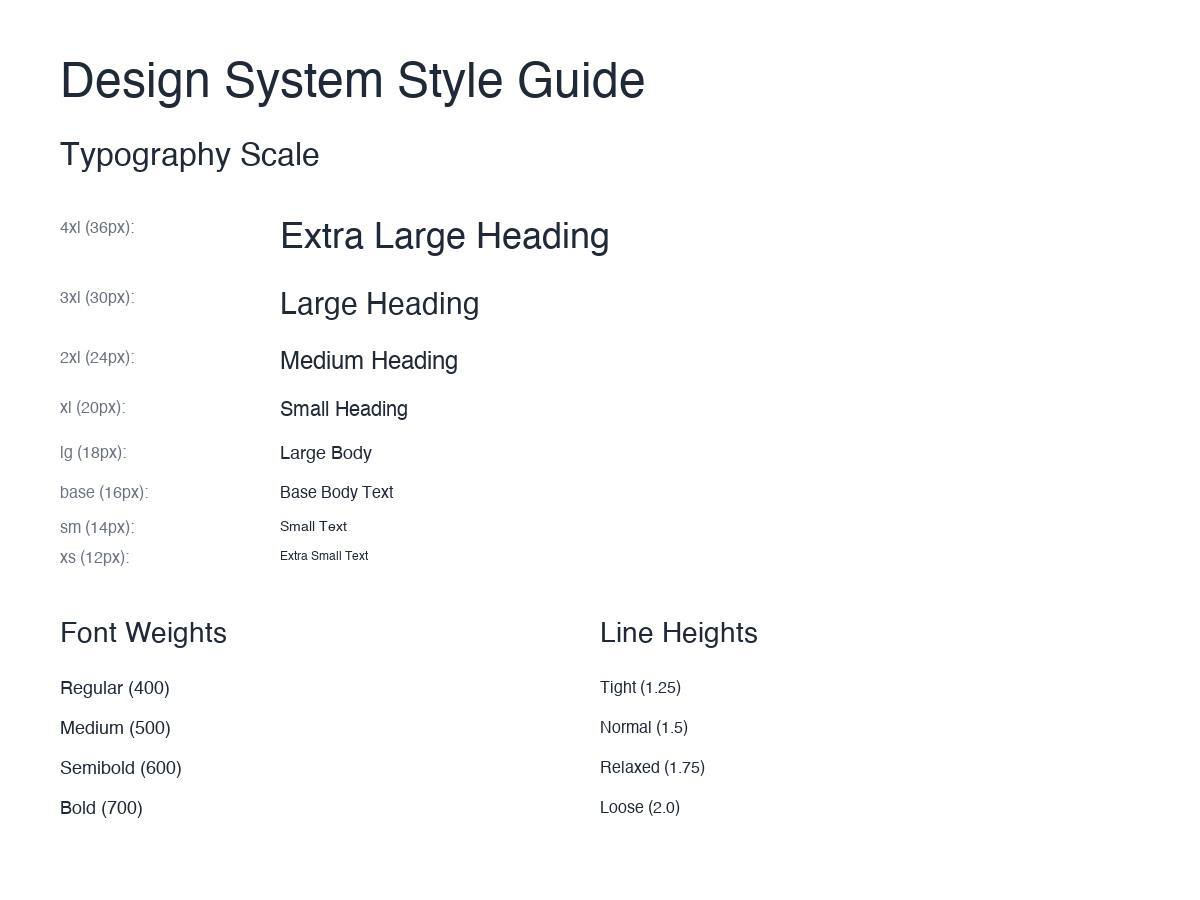 Design System Style Guide
Typography Scale
4xl (36px): Extra Large Heading
3xl (30px): Large Heading
2xl (24px): Medium Heading
xl (20px): Small Heading
lg (18px): Large Body
base (16px): Base Body Text
sm (14px): Small Text
xs (12px): Extra Small Text
Font Weights
Regular (400)
Medium (500)
Semibold (600)
Bold (700)
Line Heights
Tight (1.25)
Normal (1.5)
Relaxed (1.75)
Loose (2.0)